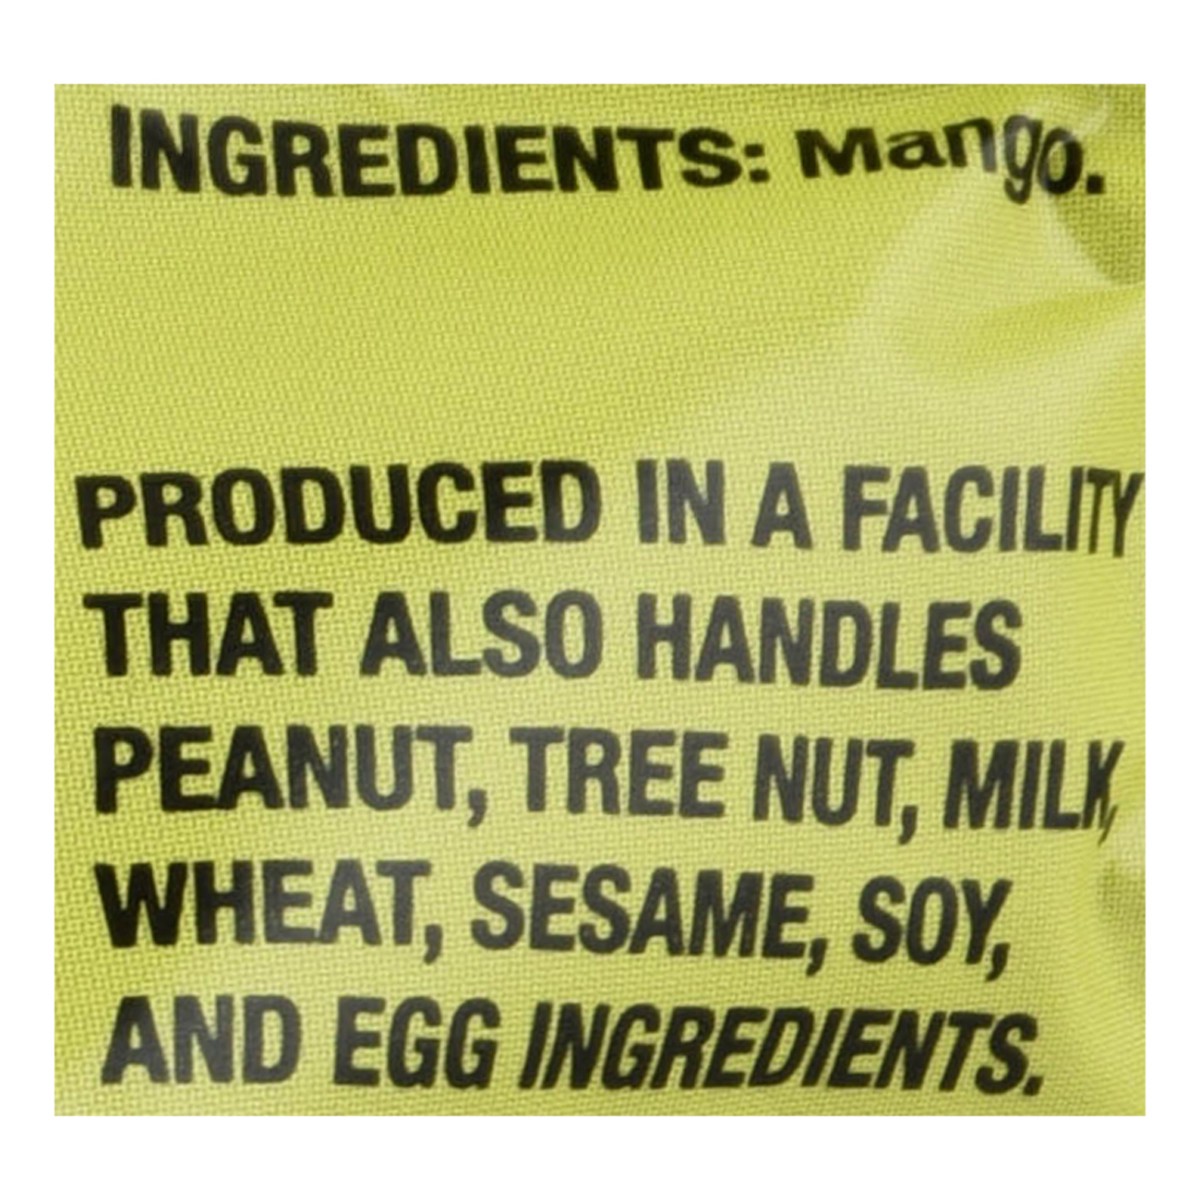 INGREDIENTS: Mango.
PRODUCED IN A FACILITY
THAT ALSO HANDLES
PEANUT, TREE NUT, MILK,
WHEAT, SESAME, SOY,
AND EGG INGREDIENTS.